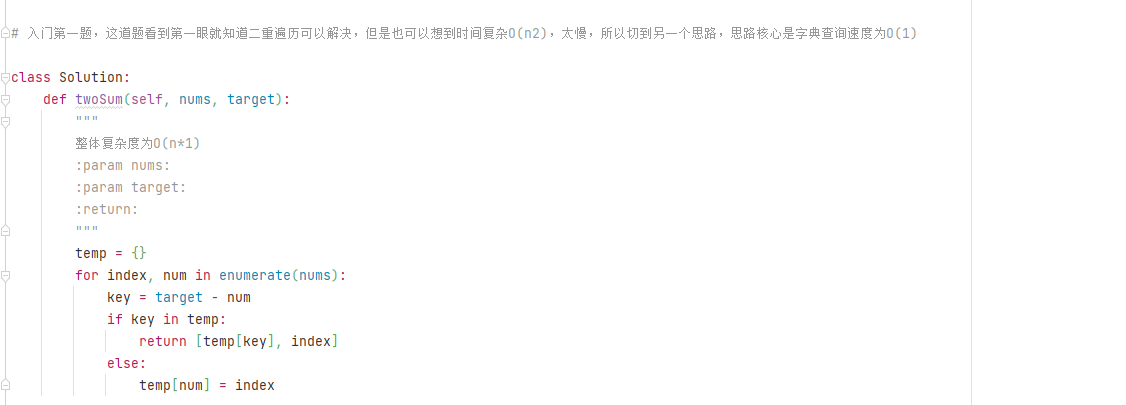 # 入门第一题，这道题看到第一眼就知道二重遍历可以解决，但是也可以想到时间复杂O(n2)，太慢，所以切到另一个思路，思路核心是字典查询速度为O(1)
class Solution:
    def twoSum(self, nums, target):
        """
        整体复杂度为O(n*1)
        :param nums:
        :param target:
        :return:
        """
        temp = {}
        for index, num in enumerate(nums):
            key = target - num
            if key in temp:
                return [temp[key], index]
            else:
                temp[num] = index